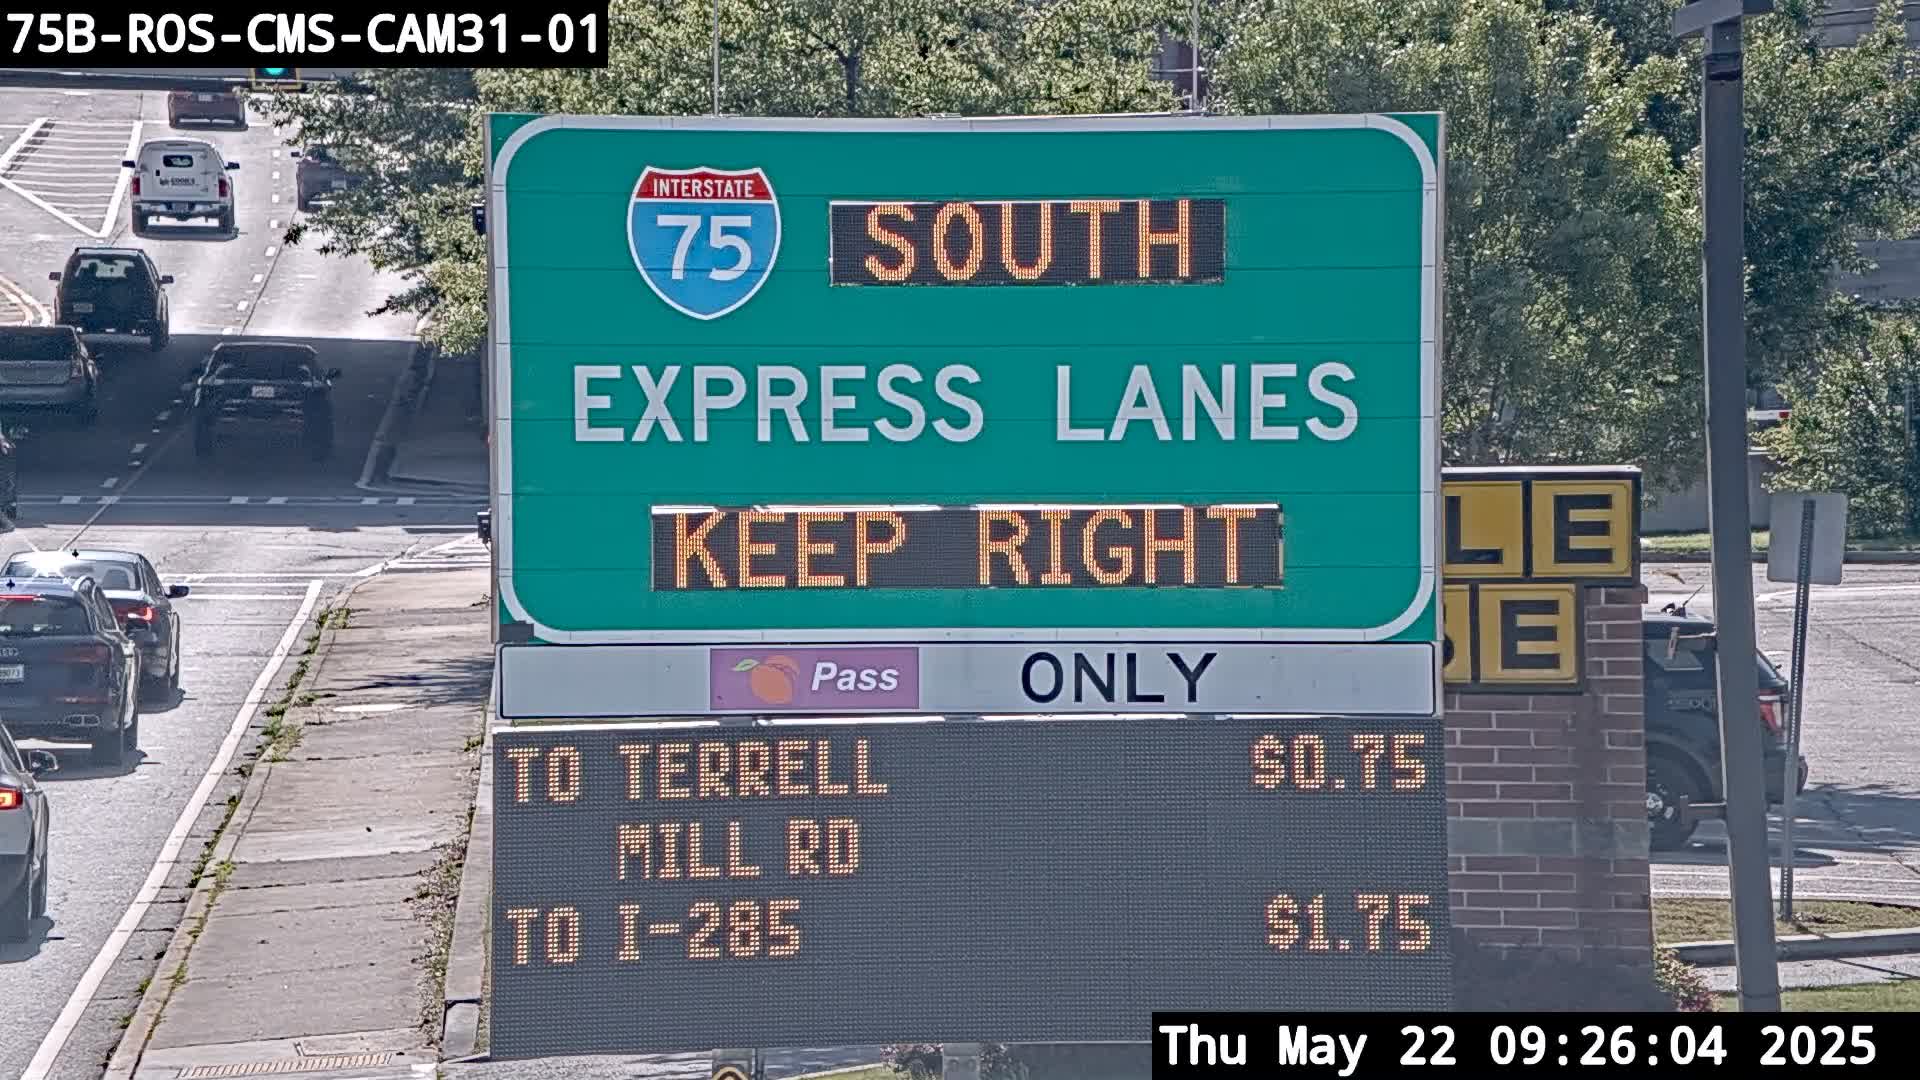 75B-ROS-CMS-CAM31-01
INTERSTATE
75
SOUTH
EXPRESS LANES
KEEP RIGHT
Pass ONLY
TO TERRELL $0.75
MILL RD
TO I-285 $1.75
LE
E
Thu May 22 09:26:04 2025